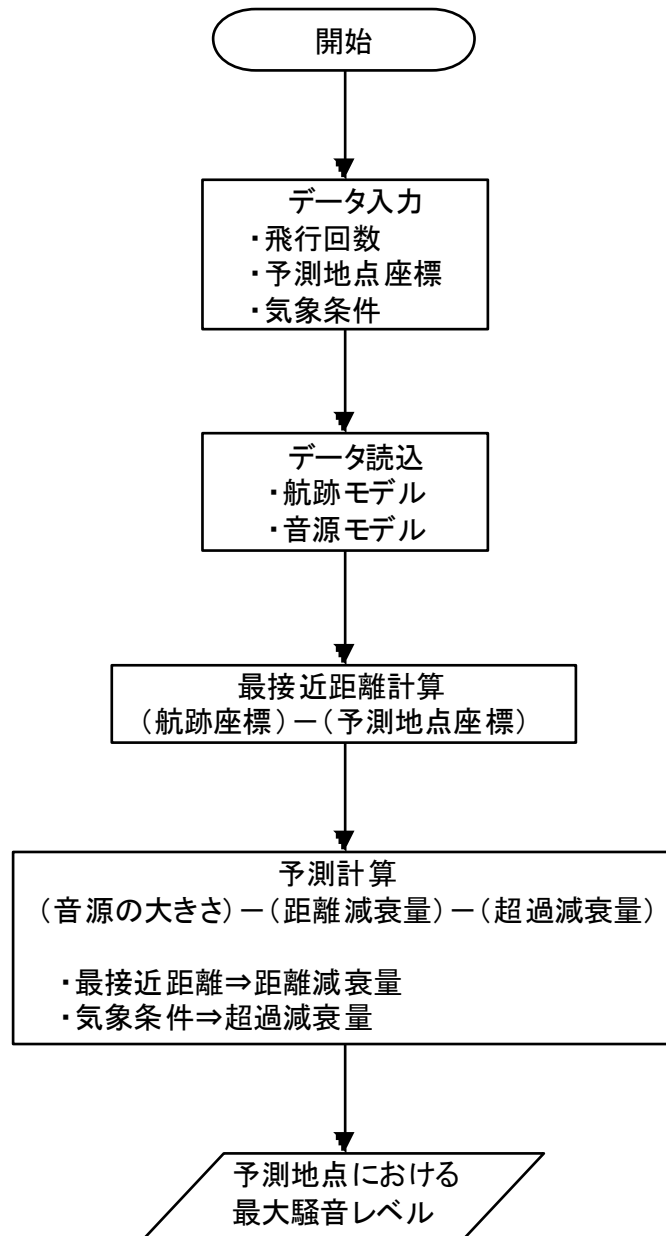 開始
データ入力
・飛行回数
・予測地点座標
・気象条件
データ読込
・航跡モデル
・音源モデル
最接近距離計算
（航跡座標）－（予測地点座標）
予測計算
（音源の大きさ）－（距離減衰量）－（超過減衰量）
・最接近距離⇒距離減衰量
・気象条件⇒超過減衰量
予測地点における
最大騒音レベル